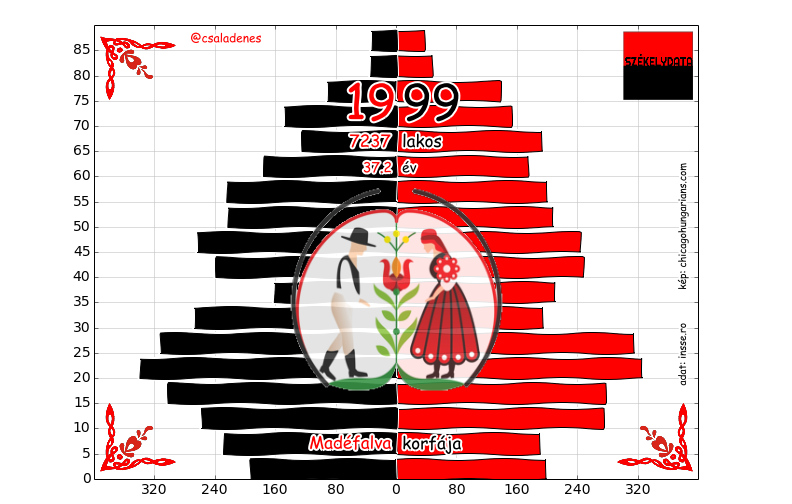 @csaladenes
SZÉKELYDATA
1999
7237 lakos
37,2 év
kép: chicagohungarians.com
adat: insse.ro
Madéfalva korfája
85
80
75
70
65
60
55
50
45
40
35
30
25
20
15
10
5
0
320 240 160 80 0 80 160 240 320